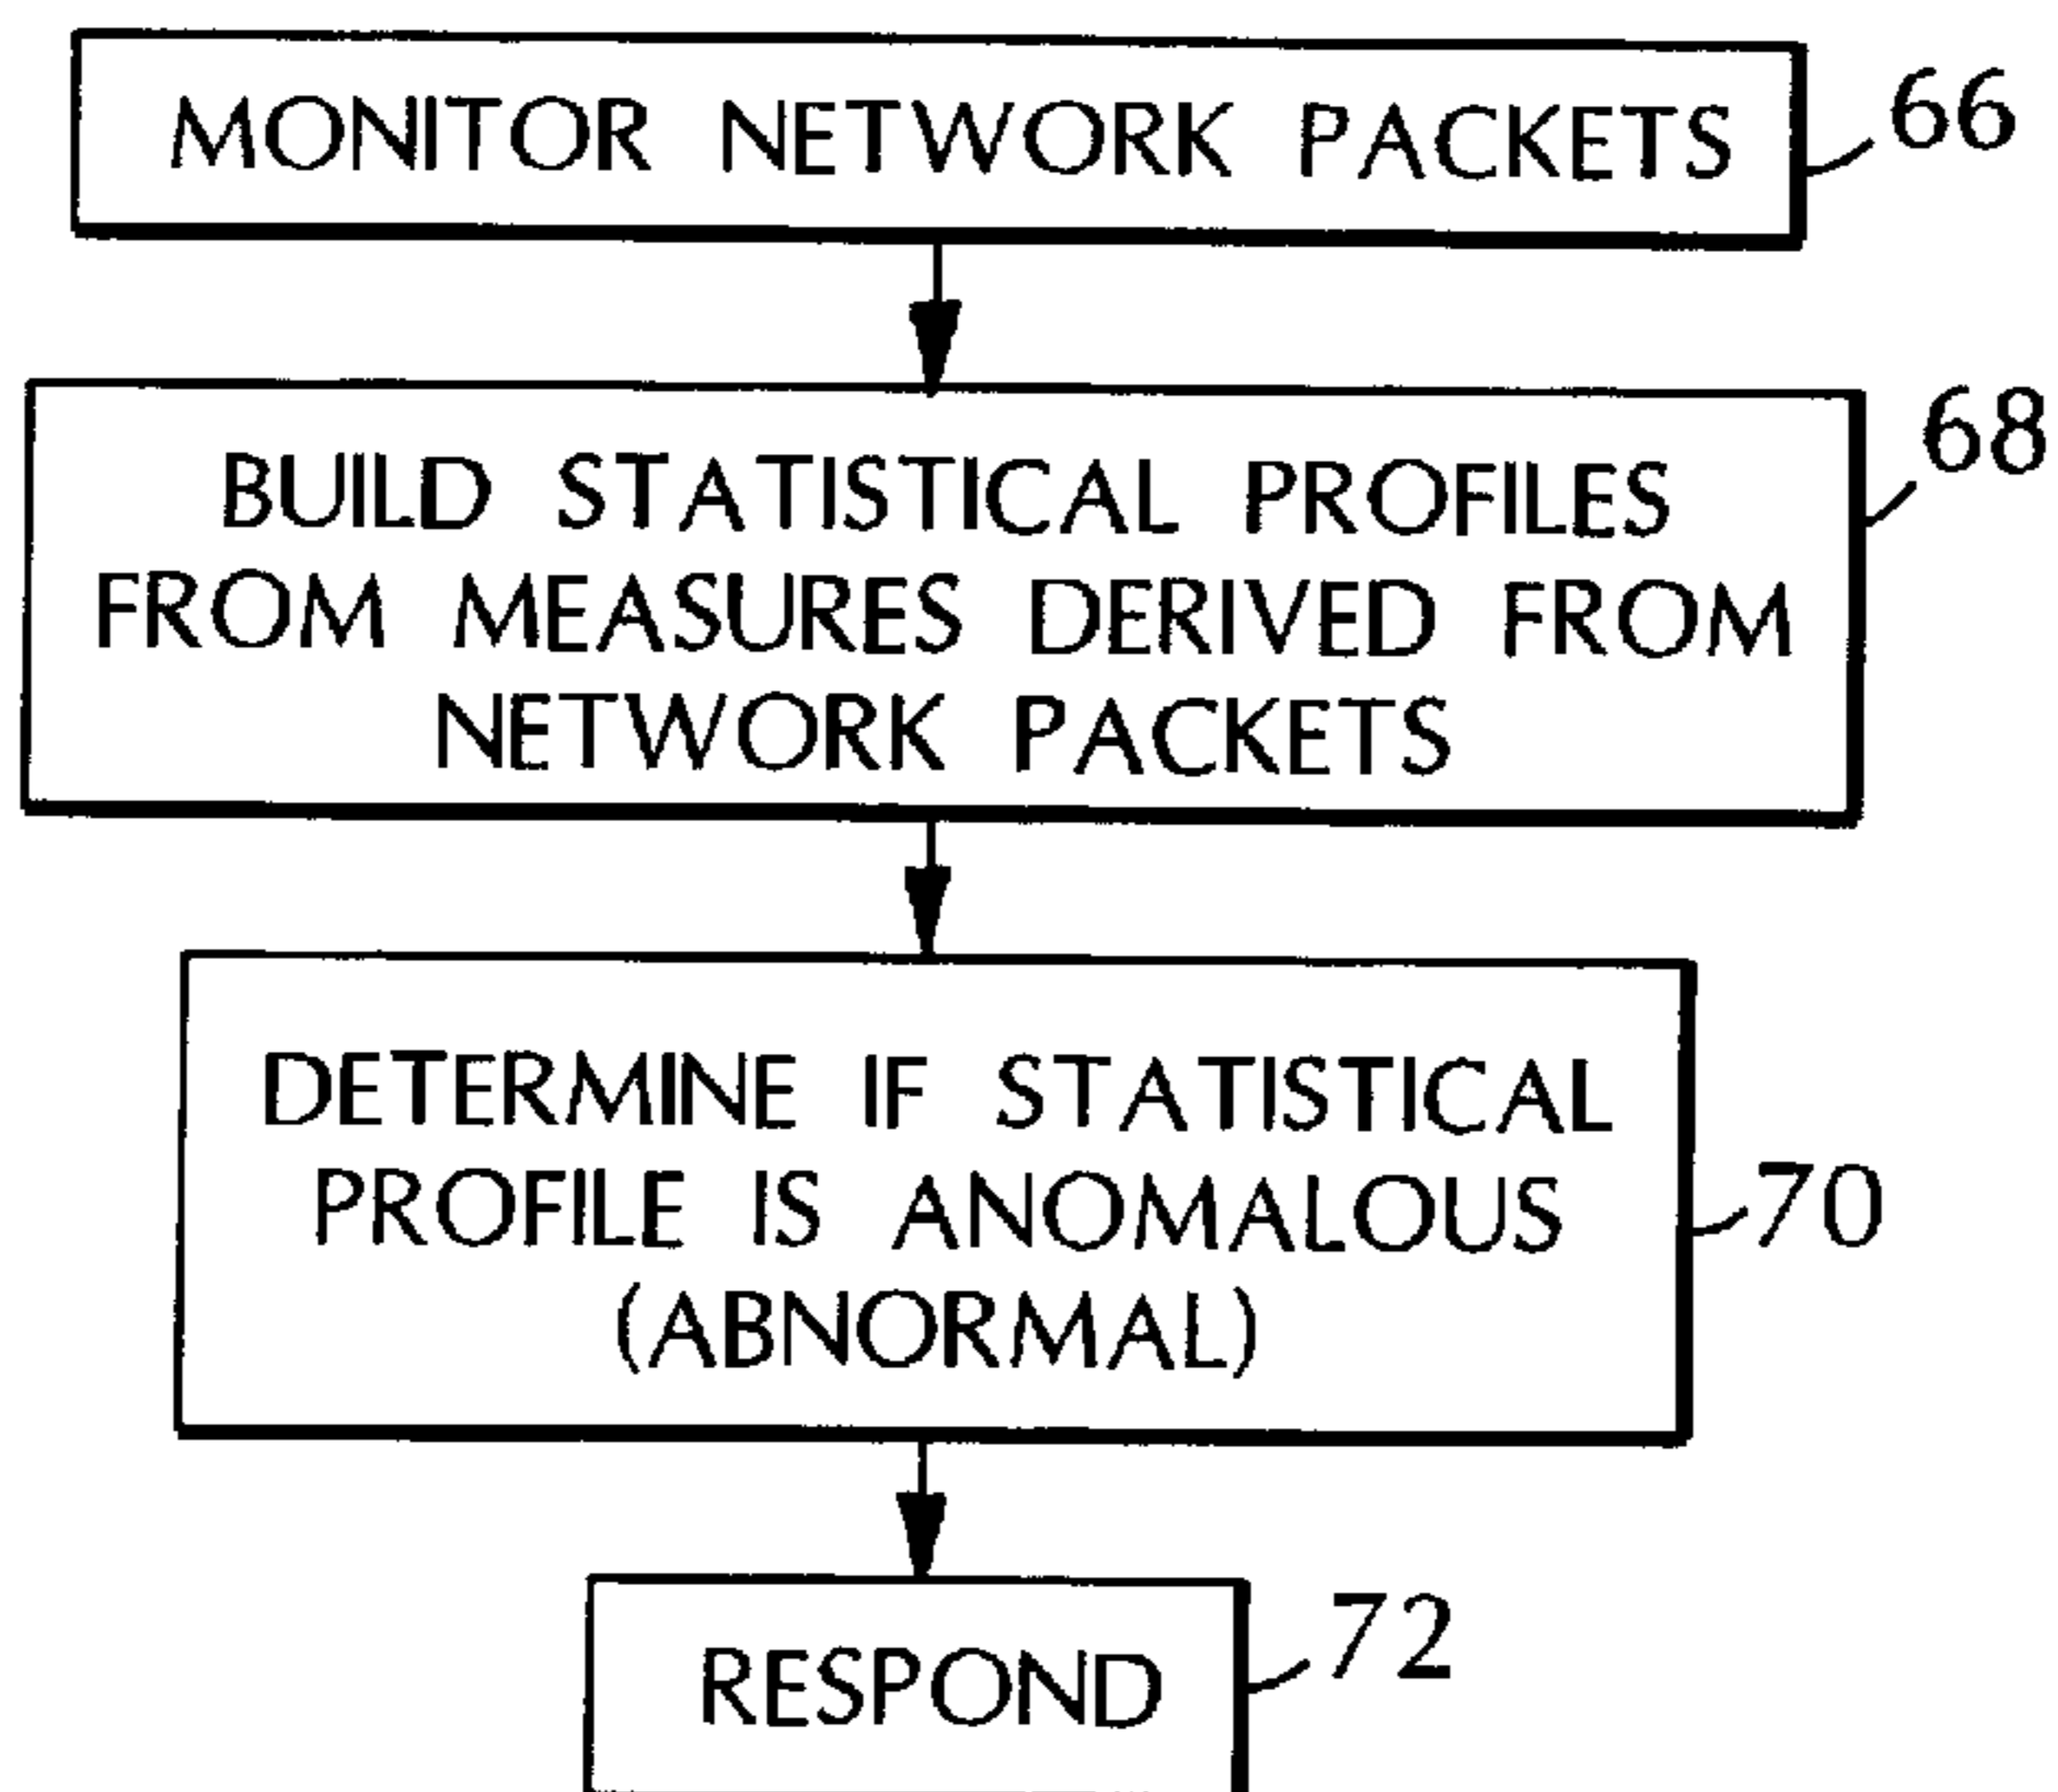 MONITOR NETWORK PACKETS
66
BUILD STATISTICAL PROFILES
FROM MEASURES DERIVED FROM
NETWORK PACKETS
68
DETERMINE IF STATISTICAL
PROFILE IS ANOMALOUS
(ABNORMAL)
70
RESPOND
72